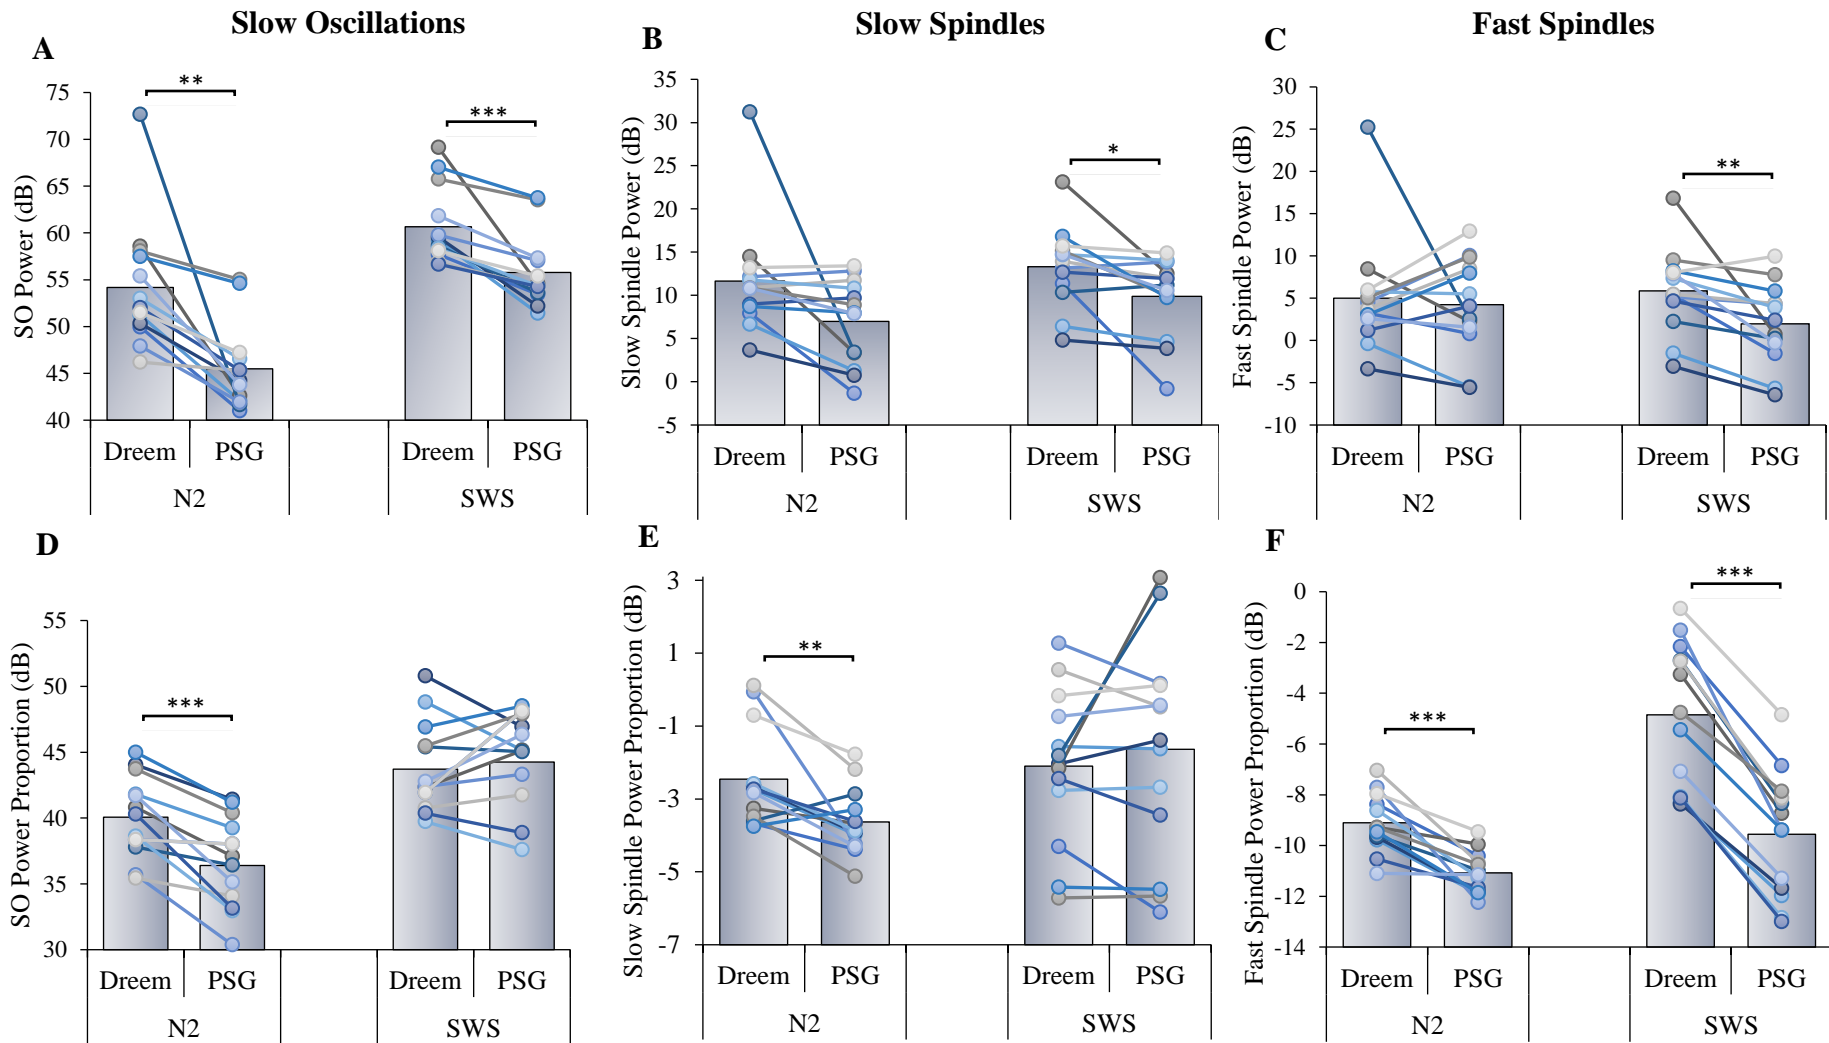 Slow Oscillations
Slow Spindles
Fast Spindles
A
SO Power (dB)
75
70
65
60
55
50
45
40
**
***
Dreem
PSG
Dreem
PSG
N2
SWS
B
Slow Spindle Power (dB)
35
30
25
20
15
10
5
0
-5
*
Dreem
PSG
Dreem
PSG
N2
SWS
C
Fast Spindle Power (dB)
30
25
20
15
10
5
0
-5
-10
**
Dreem
PSG
Dreem
PSG
N2
SWS
D
SO Power Proportion (dB)
55
50
45
40
35
30
***
Dreem
PSG
Dreem
PSG
N2
SWS
E
Slow Spindle Power Proportion (dB)
3
1
-1
-3
-5
-7
**
Dreem
PSG
Dreem
PSG
N2
SWS
F
Fast Spindle Power Proportion (dB)
0
-2
-4
-6
-8
-10
-12
-14
***
***
Dreem
PSG
Dreem
PSG
N2
SWS